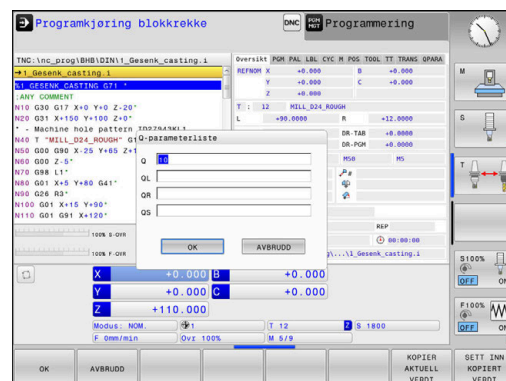 Programkjøring blokkrekke
DNC
PGM MGT
Programmering
TNC:\nc_prog\BHB\DIN\1_Gesenk_casting.i
→1_Gesenk_casting.i
%1_GESENK_CASTING G71 *
;ANY COMMENT
N10 G30 G17 X+0 Y+0 Z-20*
N20 G31 X+150 Y+100 Z+0*
* - Machine hole pattern ID27943KL1
N40 T "MILL_D24_ROUGH"
N50 G00 G90 X-25 Y+65 Z+1
N60 G00 Z-5*
N70 G98 L1*
N80 G01 X+5 Y+80 G41*
N90 G26 R3*
N100 G01 X+15 Y+90*
N110 G01 G91 X+120*
100% S-OVR
100% F-OVR
Oversikt PGM PAL LBL CYC M POS TOOL TT TRANS QPARA
REFNOM X +0.000 B +0.000
Y +0.000 C +0.000
Z +0.000
T : 12 MILL_D24_ROUGH
L +90.0000 R +12.0000
DR-TAB +0.0000
DR-PGM +0.0000
M50 M5
REP
00:00:00
\1_Gesenk_casting.i
Q-parameterliste
Q 10
QL
QR
QS
OK
AVBRUDD
X +0.000 B +0.000
Y +0.000 C +0.000
Z +110.000
Modus: NOM. 1 T 12 Z S 1800
F 0mm/min Ovr 100% M 5/9
M
S
T
S100%
OFF ON
F100%
OFF ON
OK
AVBRUDD
KOPIER AKTUELL VERDI
SETT INN KOPIERT VERDI